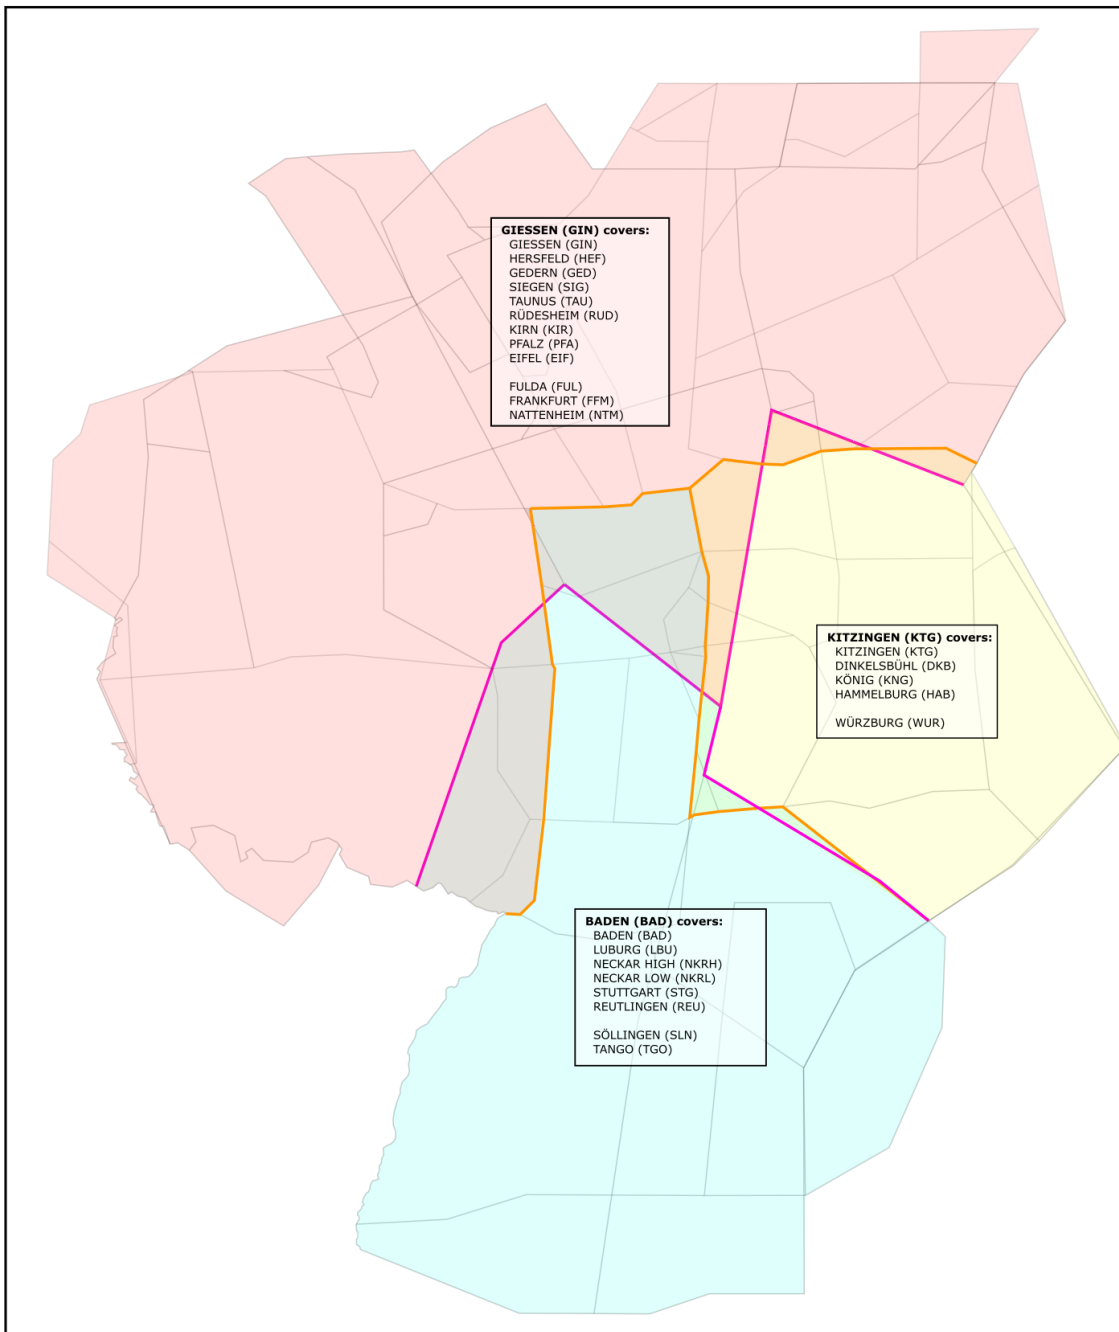 GIESSEN (GIN) covers:
GIESSEN (GIN)
HERSFELD (HEF)
GEDERN (GED)
SIEGEN (SIG)
TAUNUS (TAU)
RÜDESHEIM (RUD)
KIRN (KIR)
PFALZ (PFA)
EIFEL (EIF)
FULDA (FUL)
FRANKFURT (FFM)
NATTENHEIM (NTM)
KITZINGEN (KTG) covers:
KITZINGEN (KTG)
DINKELSBÜHL (DKB)
KÖNIG (KNG)
HAMMELBURG (HAB)
WÜRZBURG (WUR)
BADEN (BAD) covers:
BADEN (BAD)
LUBURG (LBU)
NECKAR HIGH (NKRH)
NECKAR LOW (NKRL)
STUTTGART (STG)
REUTLINGEN (REU)
SÖLLINGEN (SLN)
TANGO (TGO)